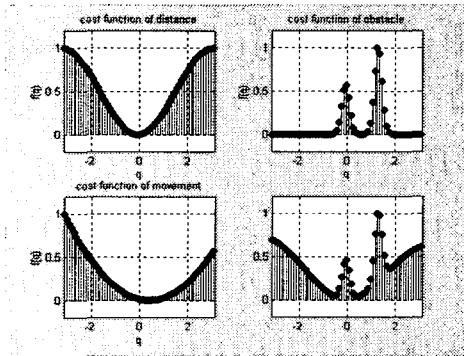 cost function of distance
cost function of obstacle
f(q)
1
0.5
0
-2
0
2
q
f(q)
1
0.5
0
-2
0
2
q
cost function of movement
f(q)
1
0.5
0
-2
0
2
q
1
0.5
0
-2
0
2